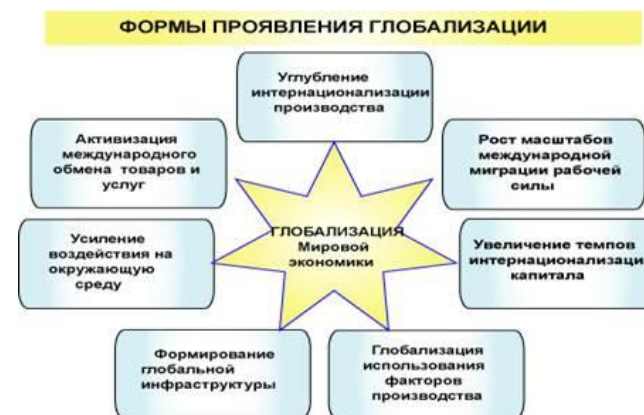 ФОРМЫ ПРОЯВЛЕНИЯ ГЛОБАЛИЗАЦИИ
Углубление
интернационализации
производства
Активизация
международного
обмена товаров и
услуг
Рост масштабов
международной
миграции рабочей
силы
ГЛОБАЛИЗАЦИЯ
Мировой
экономики
Усиление
воздействия на
окружающую
среду
Увеличение темпов
интернационализаци
капитала
Формирование
глобальной
инфраструктуры
Глобализация
использования
факторов
производства